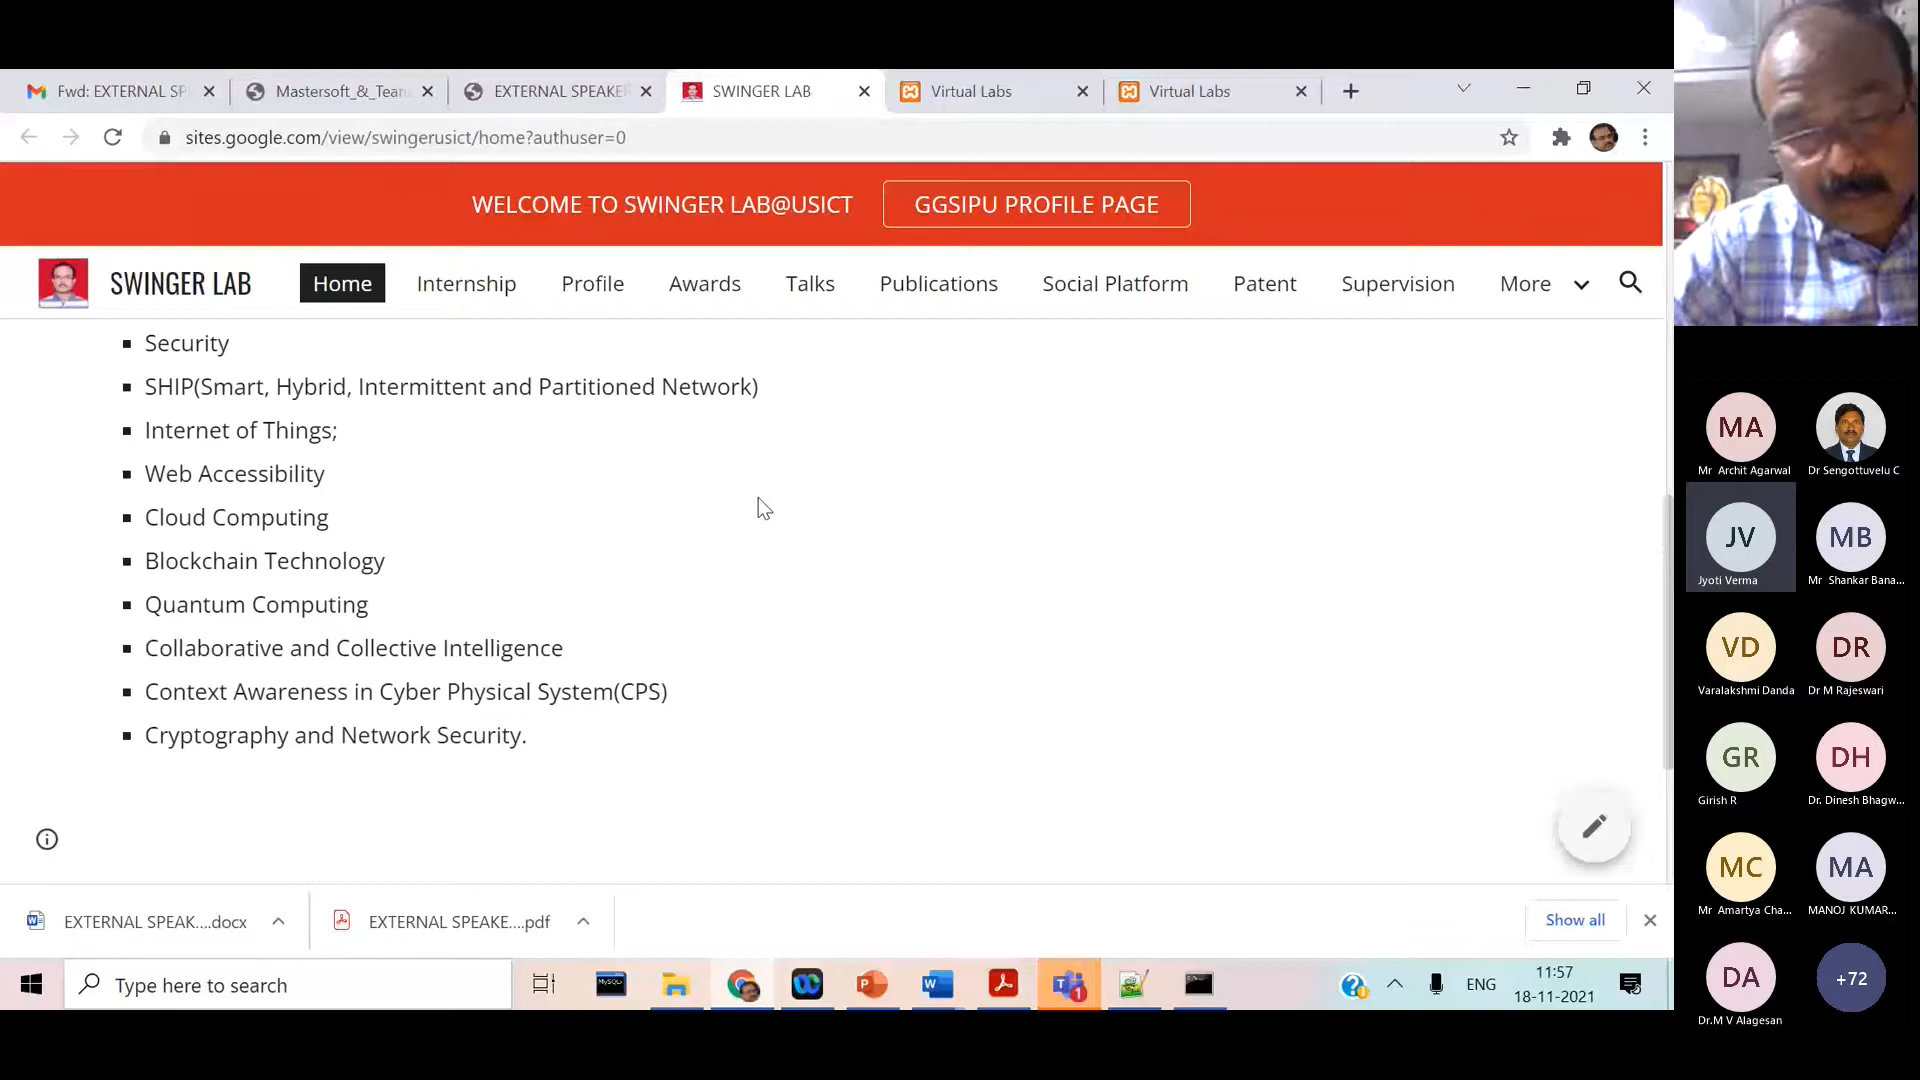 Fwd: EXTERNAL SP
Mastersoft_&_Tean
EXTERNAL SPEAKER
SWINGER LAB
Virtual Labs
Virtual Labs
sites.google.com/view/swingerusict/home?authuser=0
WELCOME TO SWINGER LAB@USICT
GGSIPU PROFILE PAGE
SWINGER LAB
Home
Internship
Profile
Awards
Talks
Publications
Social Platform
Patent
Supervision
More
Security
SHIP(Smart, Hybrid, Intermittent and Partitioned Network)
Internet of Things;
Web Accessibility
Cloud Computing
Blockchain Technology
Quantum Computing
Collaborative and Collective Intelligence
Context Awareness in Cyber Physical System(CPS)
Cryptography and Network Security.
EXTERNAL SPEAK....docx
EXTERNAL SPEAKE....pdf
Show all
Type here to search
MySQL
ENG
11:57
18-11-2021
MA
Mr Archit Agarwal
Dr Sengottuvelu C
JV
Jyoti Verma
MB
Mr Shankar Bana...
VD
Varalakshmi Danda
DR
Dr M Rajeswari
GR
Girish R
DH
Dr. Dinesh Bhagw...
MC
Mr Amartya Cha...
MA
MANOJ KUMAR...
DA
Dr.M V Alagesan
+72